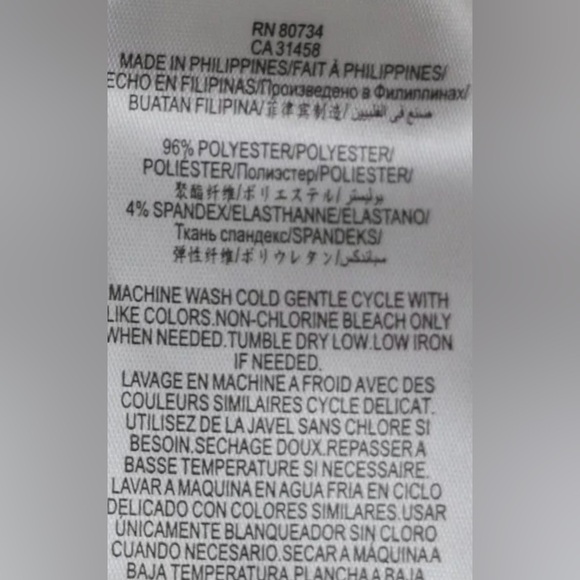 RN 80734
CA 31458
MADE IN PHILIPPINES/FAIT À PHILIPPINES/
ECHO EN FILIPINAS/Произведено в Филиппинах/
BUATAN FILIPINA/菲律宾制造/صنع في الفلبين
96% POLYESTER/POLYESTER/
POLIÉSTER/Полиэстер/POLIESTER/
聚酯纤维/ポリエステル/بوليستر
4% SPANDEX/ELASTHANNE/ELASTANO/
Ткань спандекс/SPANDEKS/
弹性纤维/ポリウレタン/سباندكس
MACHINE WASH COLD GENTLE CYCLE WITH
LIKE COLORS.NON-CHLORINE BLEACH ONLY
WHEN NEEDED.TUMBLE DRY LOW.LOW IRON
IF NEEDED.
LAVAGE EN MACHINE A FROID AVEC DES
COULEURS SIMILAIRES CYCLE DELICAT.
UTILISEZ DE LA JAVEL SANS CHLORE SI
BESOIN.SECHAGE DOUX.REPASSER A
BASSE TEMPERATURE SI NECESSAIRE.
LAVAR A MAQUINA EN AGUA FRIA EN CICLO
DELICADO CON COLORES SIMILARES.USAR
ÚNICAMENTE BLANQUEADOR SIN CLORO
CUANDO NECESARIO.SECAR A MÁQUINA A
BAJA TEMPERATURA.PLANCHA A BAJA